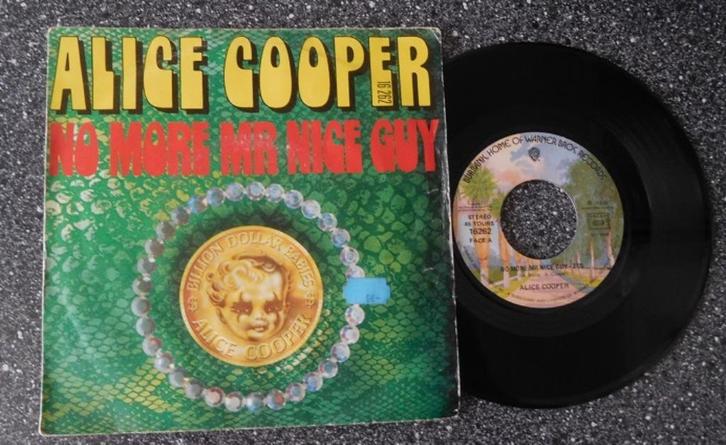 ALICE COOPER
16 262
NO MORE MR NICE GUY
BILLION DOLLAR BABIES
ALICE COOPER
BURBANK, HOME OF WARNER BROS. RECORDS
STEREO
45 TOURS
16262
FACE A
NO MORE MR. NICE GUY
ALICE COOPER